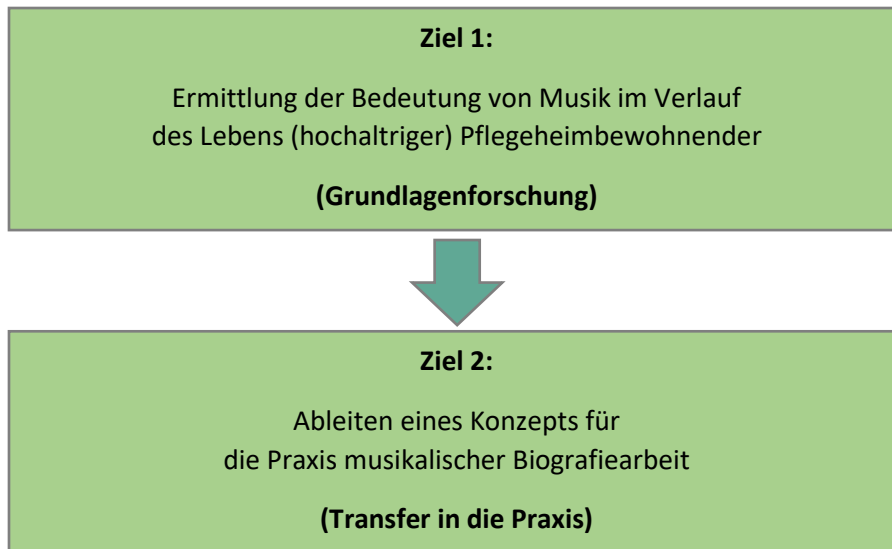 Ziel 1:
Ermittlung der Bedeutung von Musik im Verlauf
des Lebens (hochaltriger) Pflegeheimbewohnender
(Grundlagenforschung)
Ziel 2:
Ableiten eines Konzepts für
die Praxis musikalischer Biografiearbeit
(Transfer in die Praxis)